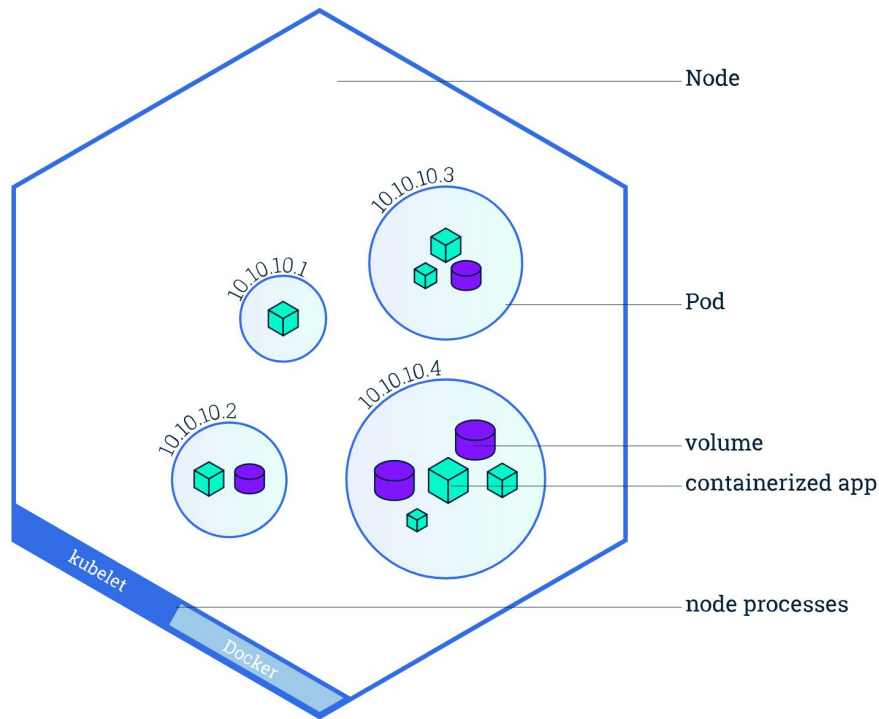 Node
10.10.10.3
10.10.10.1
Pod
10.10.10.4
10.10.10.2
volume
containerized app
kubelet
node processes
Docker